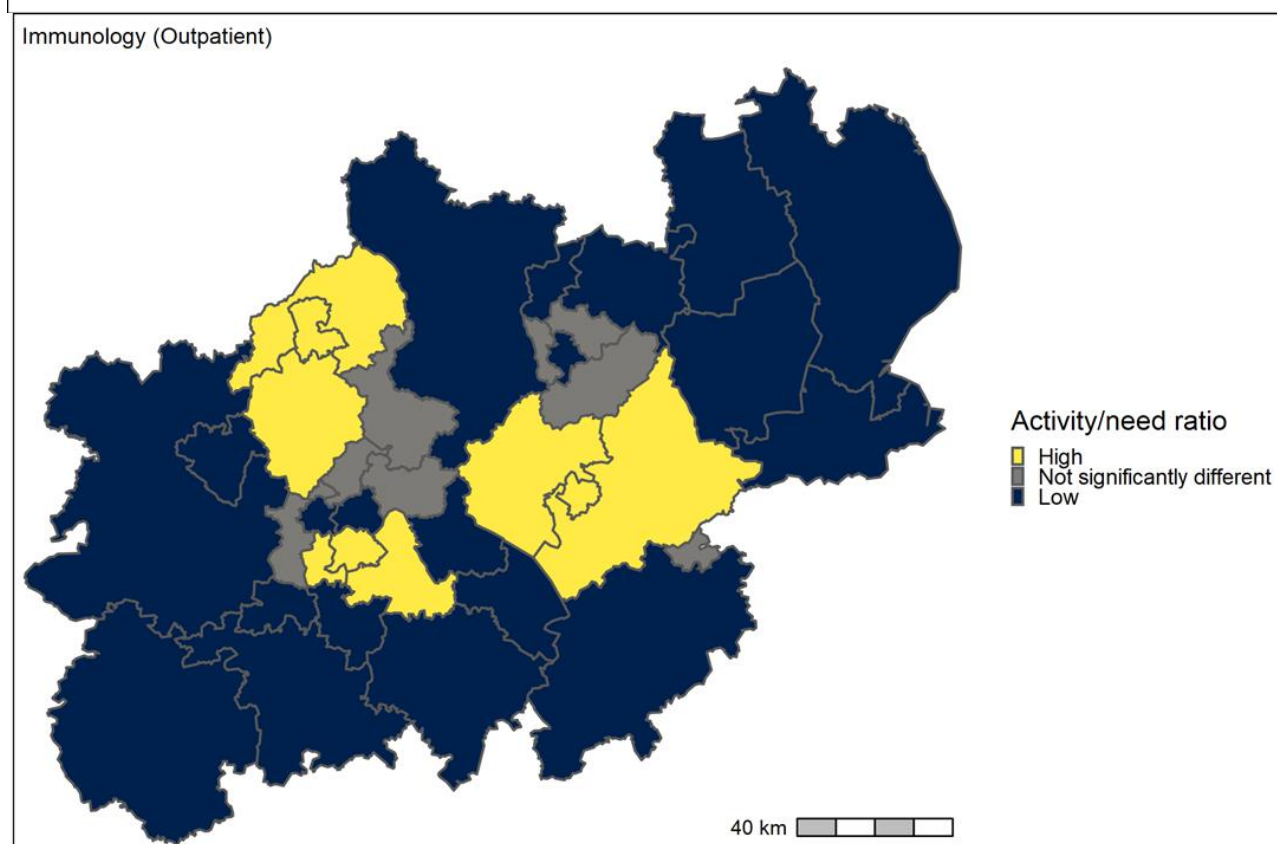 Immunology (Outpatient)
Activity/need ratio
High
Not significantly different
Low
40 km